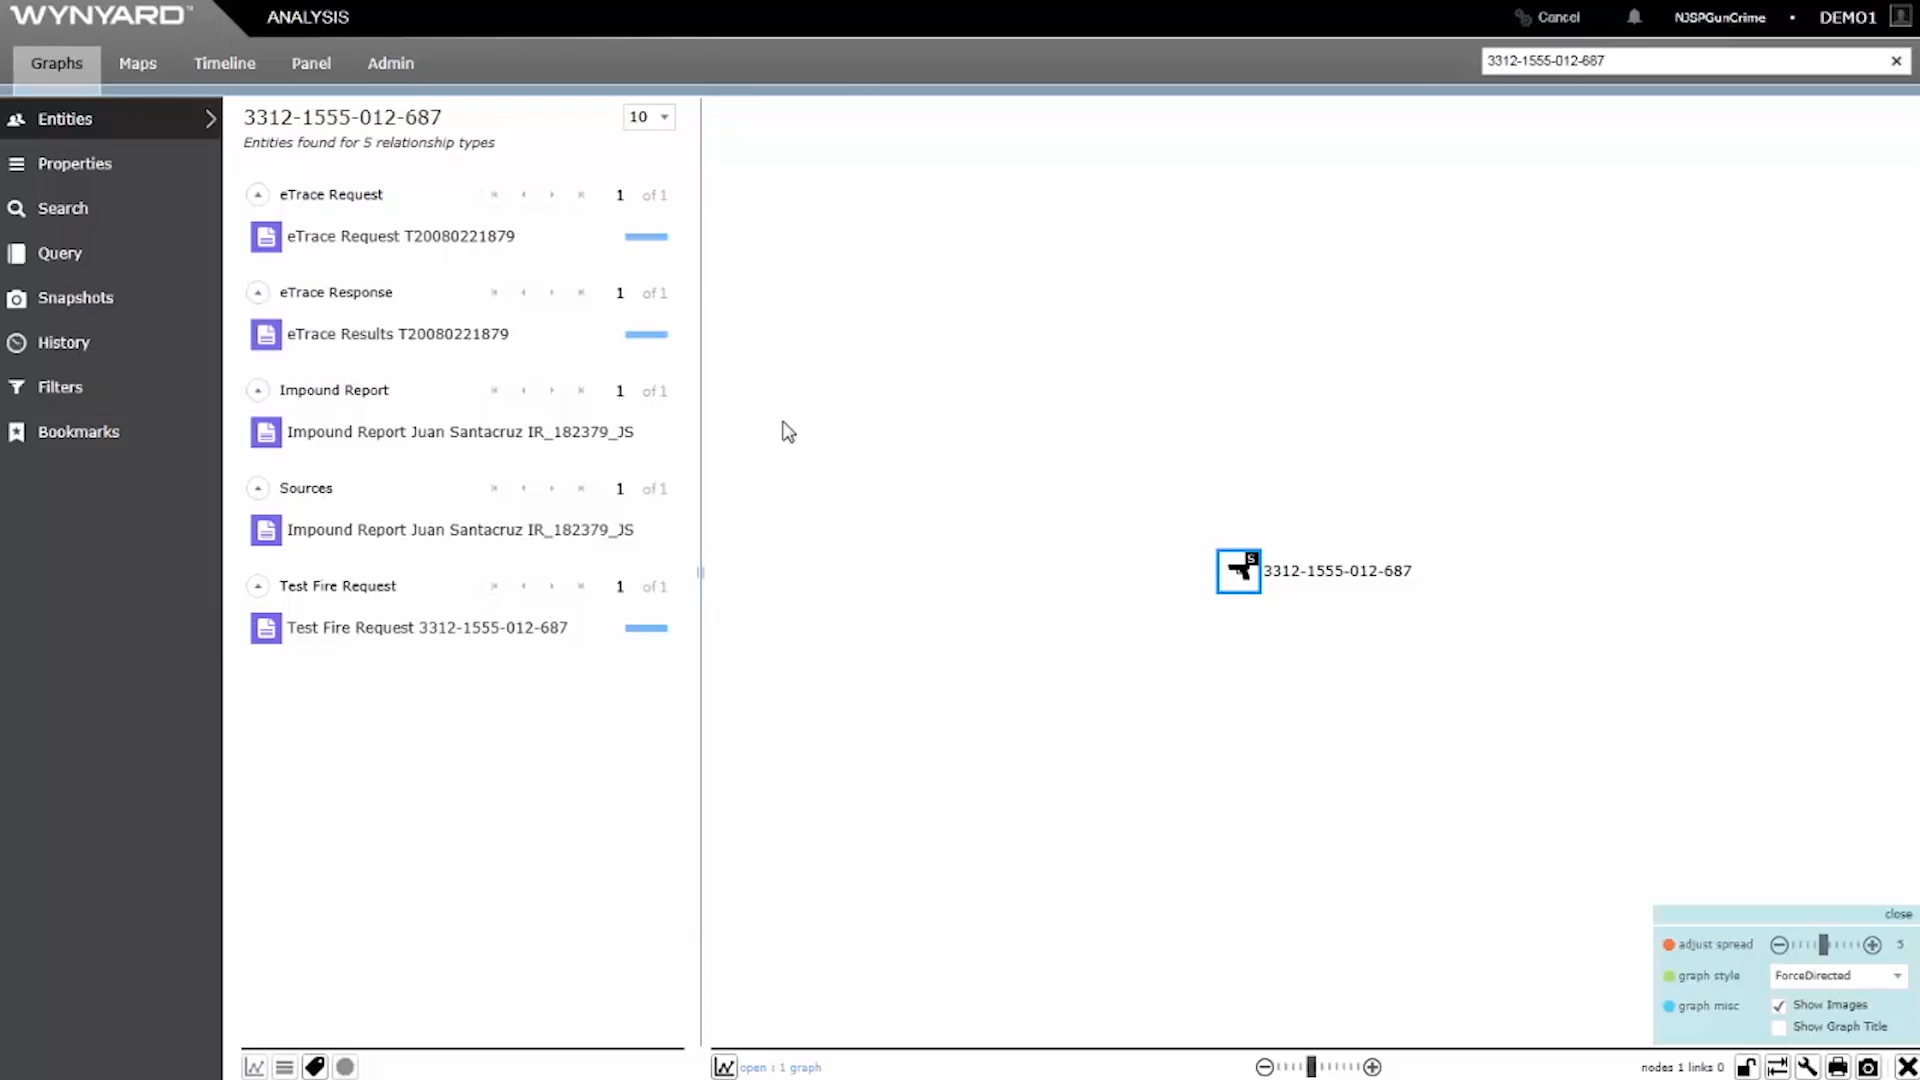 WYNYARD™
ANALYSIS
Cancel
NJSPGunCrime • DEMO1
Graphs
Maps
Timeline
Panel
Admin
3312-1555-012-687
Entities
Properties
Search
Query
Snapshots
History
Filters
Bookmarks
3312-1555-012-687
10
Entities found for 5 relationship types
eTrace Request 1 of 1
eTrace Request T20080221879
eTrace Response 1 of 1
eTrace Results T20080221879
Impound Report 1 of 1
Impound Report Juan Santacruz IR_182379_JS
Sources 1 of 1
Impound Report Juan Santacruz IR_182379_JS
Test Fire Request 1 of 1
Test Fire Request 3312-1555-012-687
S
3312-1555-012-687
close
adjust spread 5
graph style ForceDirected
graph misc Show Images
Show Graph Title
open : 1 graph
nodes 1 links 0